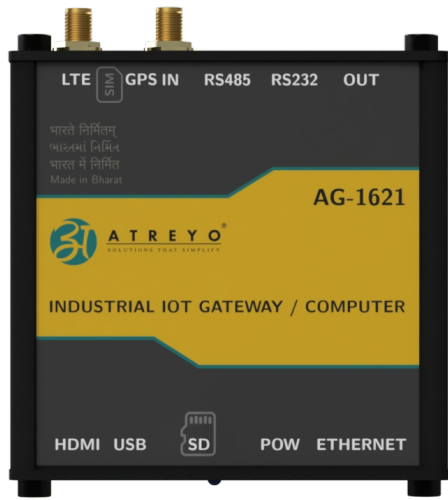 LTE SIM GPS IN RS485 RS232 OUT
भारते निर्मितम्
ભારતમાં નિર્મિત
भारत में निर्मित
Made in Bharat
AG-1621
अ ATREYO®
SOLUTIONS THAT SIMPLIFY
INDUSTRIAL IOT GATEWAY / COMPUTER
HDMI USB SD POW ETHERNET